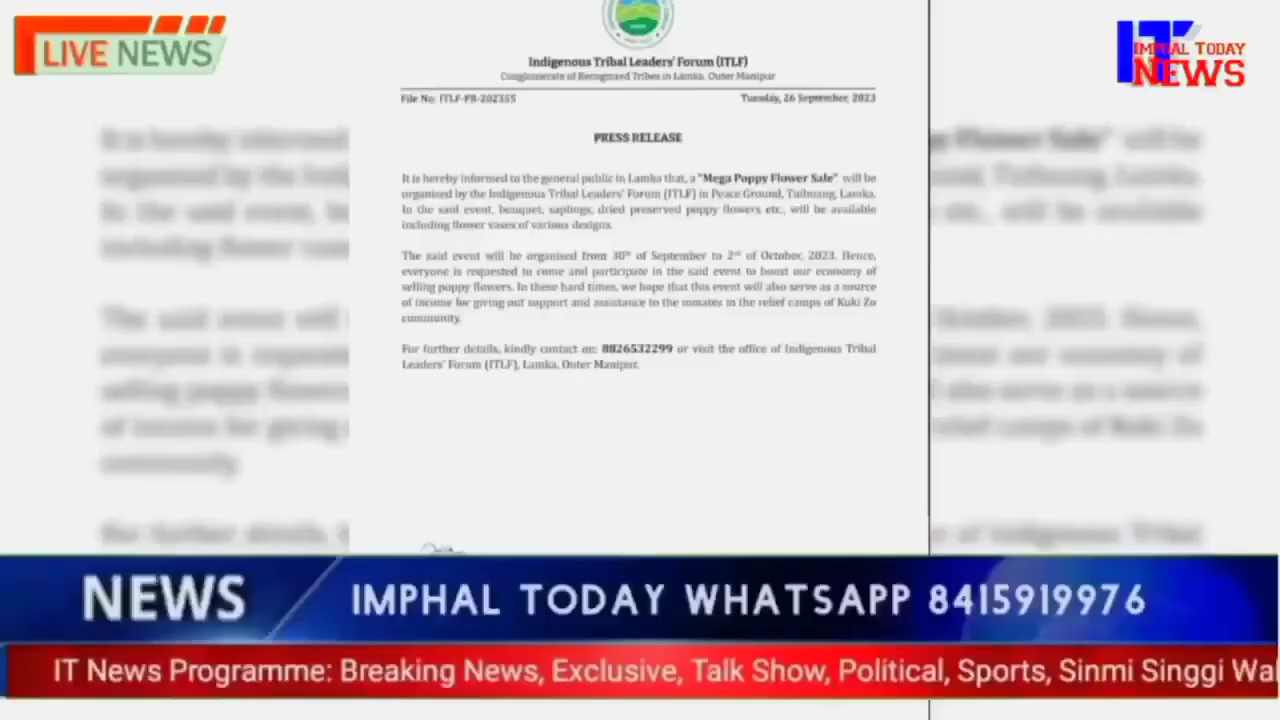 LIVE NEWS
IMPHAL TODAY
NEWS
Indigenous Tribal Leaders' Forum (ITLF)
Conglomerate of Recognized Tribes in Lamka, Outer Manipur
File No: ITLF-PR-202355
Tuesday, 26 September, 2023
PRESS RELEASE
It is hereby informed to the general public in Lamka that, a "Mega Poppy Flower Sale" will be
organised by the Indigenous Tribal Leaders' Forum (ITLF) in Peace Ground, Tuibuang, Lamka.
In the said event, bouquet, saplings, dried preserved poppy flowers etc., will be available
including flower vases of various designs.
The said event will be organised from 30th of September to 2nd of October, 2023. Hence,
everyone is requested to come and participate in the said event to boost our economy of
selling poppy flowers. In these hard times, we hope that this event will also serve as a source
of income for giving out support and assistance to the inmates in the relief camps of Kuki Zo
community.
For further details, kindly contact on: 8826532299 or visit the office of Indigenous Tribal
Leaders' Forum (ITLF), Lamka, Outer Manipur.
NEWS
IMPHAL TODAY WHATSAPP 8415919976
IT News Programme: Breaking News, Exclusive, Talk Show, Political, Sports, Sinmi Singgi Wa